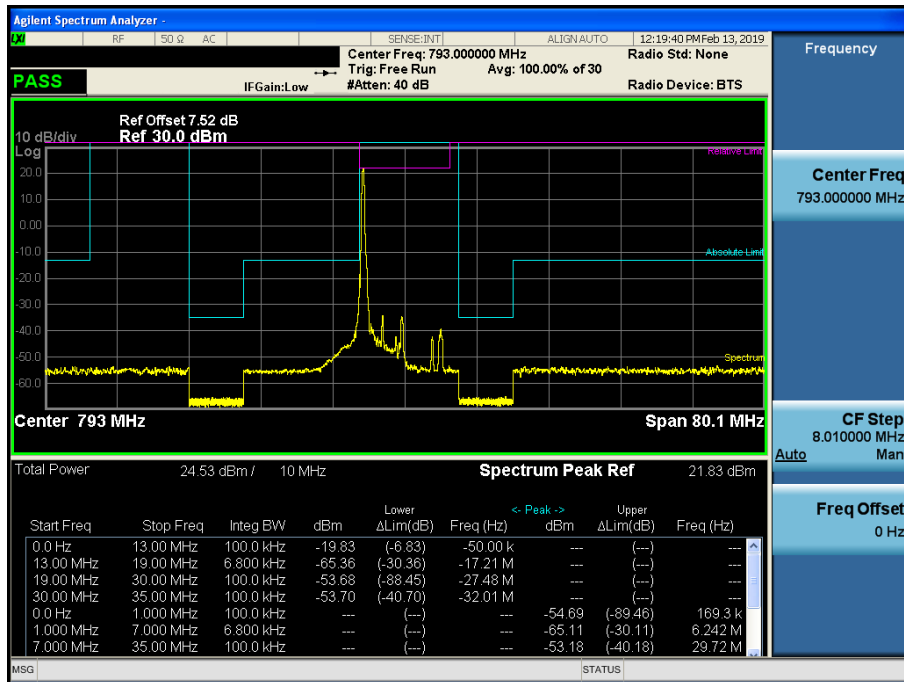 Agilent Spectrum Analyzer -
LXI RF 50 Ω AC SENSE:INT ALIGN AUTO 12:19:40 PM Feb 13, 2019
Center Freq: 793.000000 MHz Radio Std: None
Trig: Free Run Avg: 100.00% of 30
PASS IFGain:Low #Atten: 40 dB Radio Device: BTS
Ref Offset 7.52 dB
10 dB/div Ref 30.0 dBm
Log
Relative Limit
20.0
10.0
0.00
-10.0
Absolute Limit
-20.0
-30.0
-40.0
-50.0
Spectrum
-60.0
Center 793 MHz Span 80.1 MHz
Total Power 24.53 dBm / 10 MHz Spectrum Peak Ref 21.83 dBm
Lower <- Peak -> Upper
Start Freq Stop Freq Integ BW dBm ΔLim(dB) Freq (Hz) dBm ΔLim(dB) Freq (Hz)
0.0 Hz 13.00 MHz 100.0 kHz -19.83 (-6.83) -50.00 k --- (---) ---
13.00 MHz 19.00 MHz 6.800 kHz -65.36 (-30.36) -17.21 M --- (---) ---
19.00 MHz 30.00 MHz 100.0 kHz -53.68 (-88.45) -27.48 M --- (---) ---
30.00 MHz 35.00 MHz 100.0 kHz -53.70 (-40.70) -32.01 M --- (---) ---
0.0 Hz 1.000 MHz 100.0 kHz --- (---) --- -54.69 (-89.46) 169.3 k
1.000 MHz 7.000 MHz 6.800 kHz --- (---) --- -65.11 (-30.11) 6.242 M
7.000 MHz 35.00 MHz 100.0 kHz --- (---) --- -53.18 (-40.18) 29.72 M
MSG STATUS
Frequency
Center Freq
793.000000 MHz
CF Step
8.010000 MHz
Auto Man
Freq Offset
0 Hz